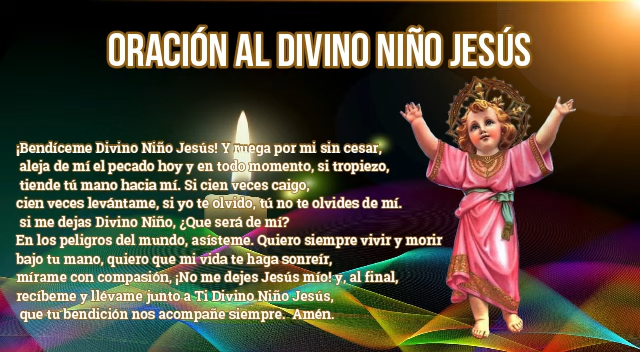 ORACIÓN AL DIVINO NIÑO JESÚS
¡Bendíceme Divino Niño Jesús! Y ruega por mi sin cesar,
aleja de mí el pecado hoy y en todo momento, si tropiezo,
tiende tú mano hacia mí. Si cien veces caigo,
cien veces levántame, si yo te olvido, tú no te olvides de mí.
si me dejas Divino Niño, ¿Que será de mí?
En los peligros del mundo, asísteme. Quiero siempre vivir y morir
bajo tu mano, quiero que mi vida te haga sonreír,
mírame con compasión, ¡No me dejes Jesús mío! y, al final,
recíbeme y llévame junto a Ti Divino Niño Jesús,
que tu bendición nos acompañe siempre. Amén.